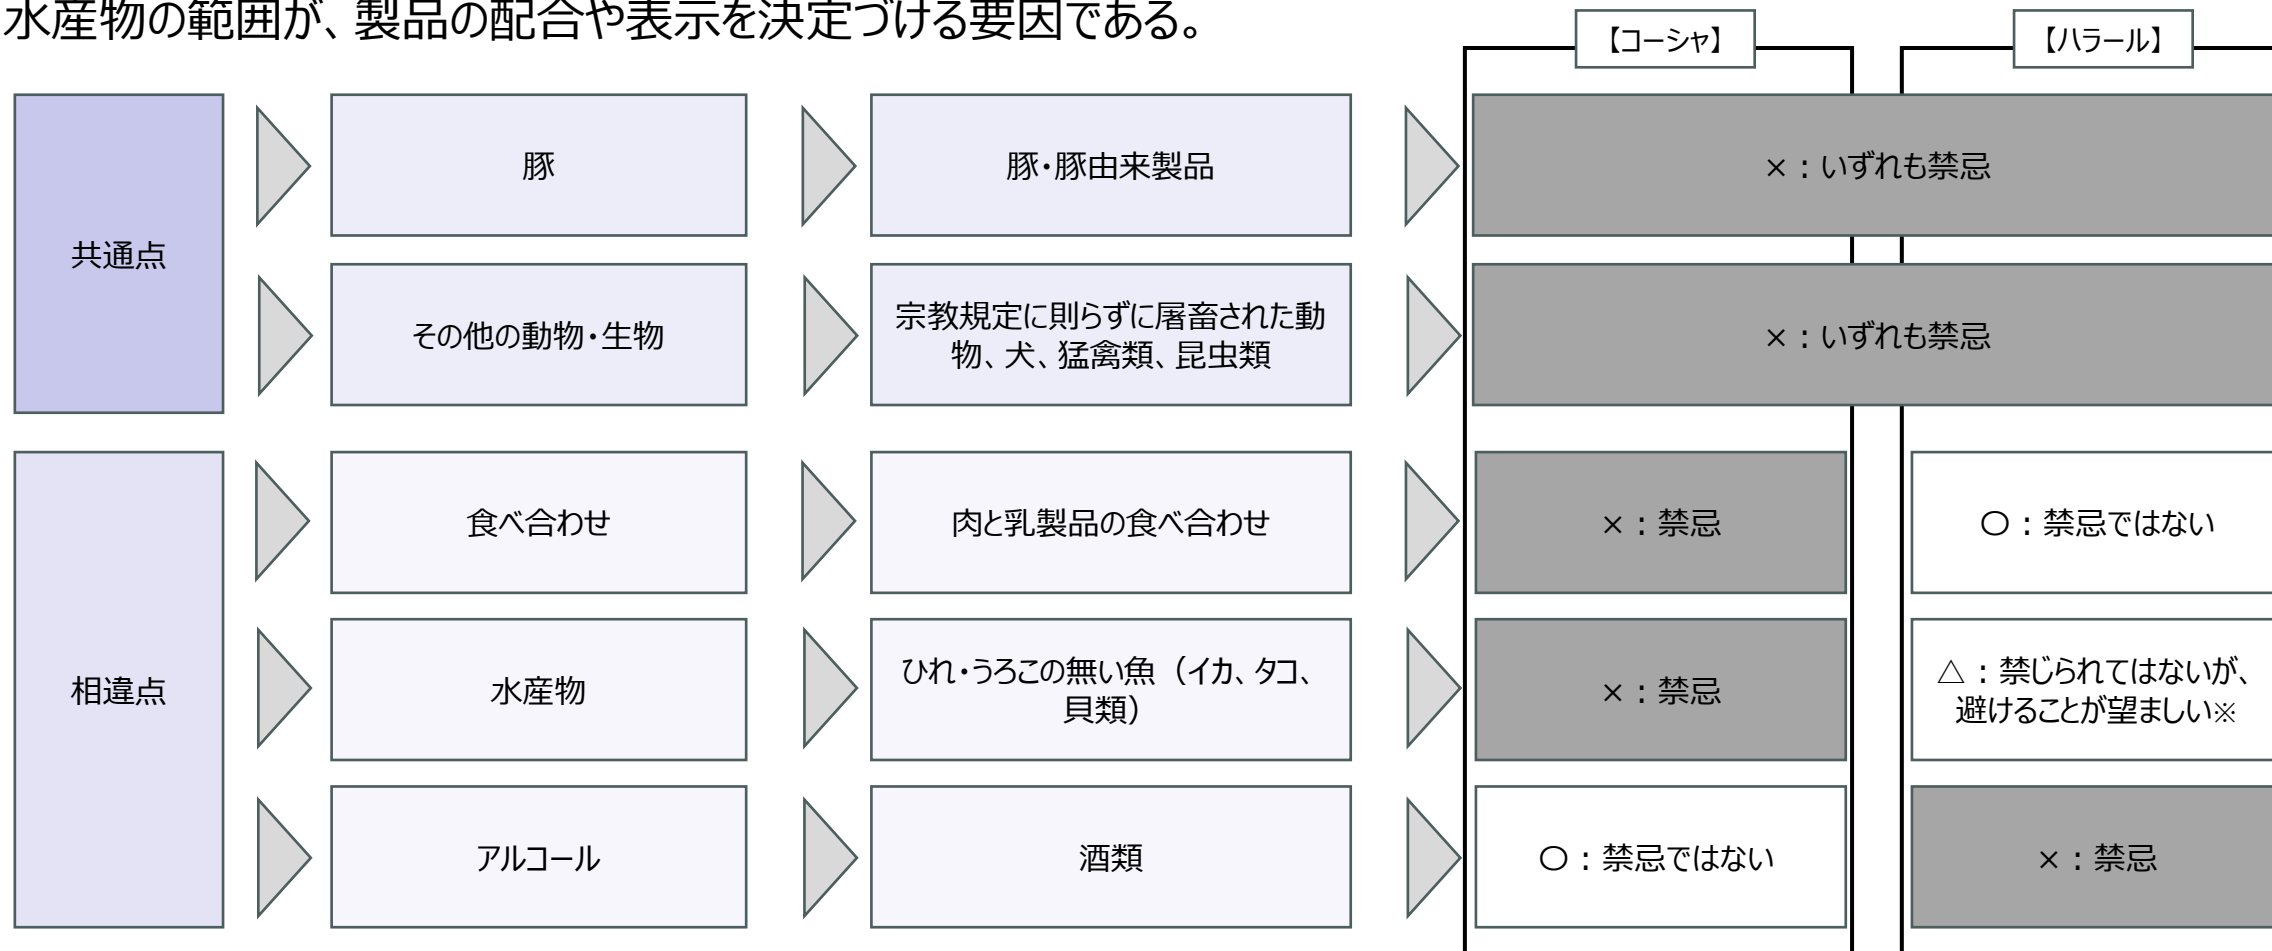 水産物の範囲が、製品の配合や表示を決定づける要因である。
【コーシャ】
【ハラール】
共通点
豚
豚・豚由来製品
×：いずれも禁忌
その他の動物・生物
宗教規定に則らずに屠畜された動
物、犬、猛禽類、昆虫類
×：いずれも禁忌
相違点
食べ合わせ
肉と乳製品の食べ合わせ
×：禁忌
〇：禁忌ではない
水産物
ひれ・うろこの無い魚（イカ、タコ、
貝類）
×：禁忌
△：禁じられてはないが、
避けることが望ましい※
アルコール
酒類
〇：禁忌ではない
×：禁忌